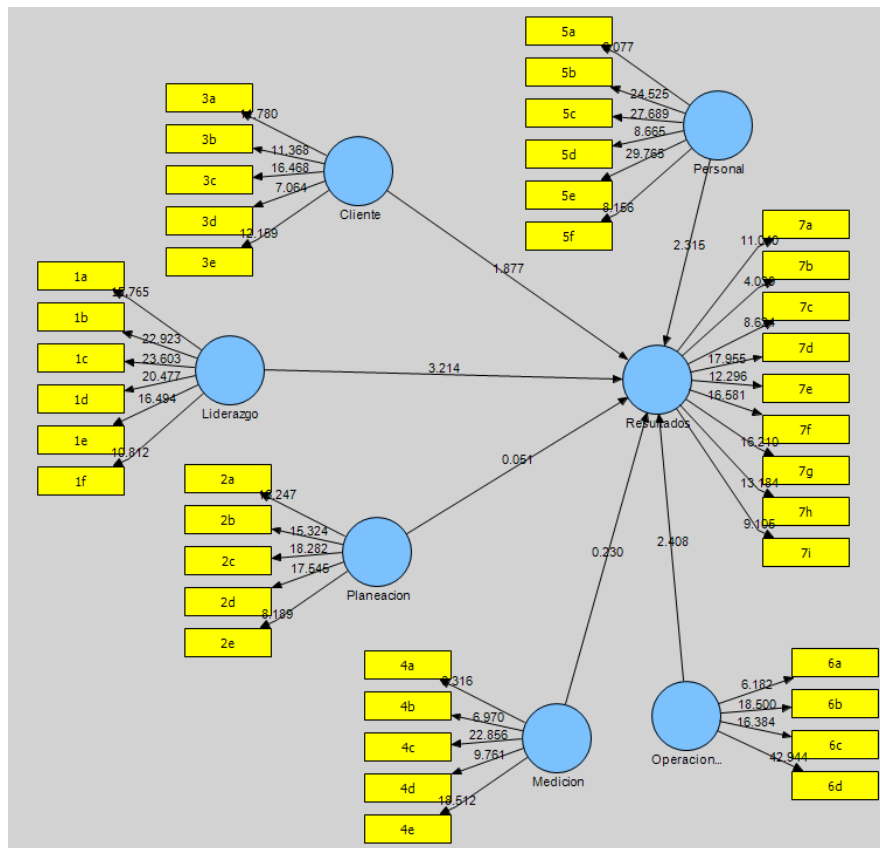 5a
5b
24.525
5c
27.689
5d
8.665
5e
29.765
5f
8.156
Personal
2.315
3a
3b
11.368
3c
16.468
3d
7.064
3e
12.159
Cliente
1.877
1a
1b
22.923
1c
23.603
1d
20.477
1e
16.494
1f
10.812
Liderazgo
3.214
7a
11.040
7b
7c
7d
17.955
7e
12.296
7f
16.581
7g
16.210
7h
13.184
7i
9.105
Resultados
2a
2b
15.324
2c
18.282
2d
17.545
2e
8.189
Planeacion
0.051
4a
4b
6.970
4c
22.856
4d
9.761
4e
18.512
Medicion
0.230
6a
6.182
6b
18.500
6c
16.384
6d
42.944
Operacion...
2.408